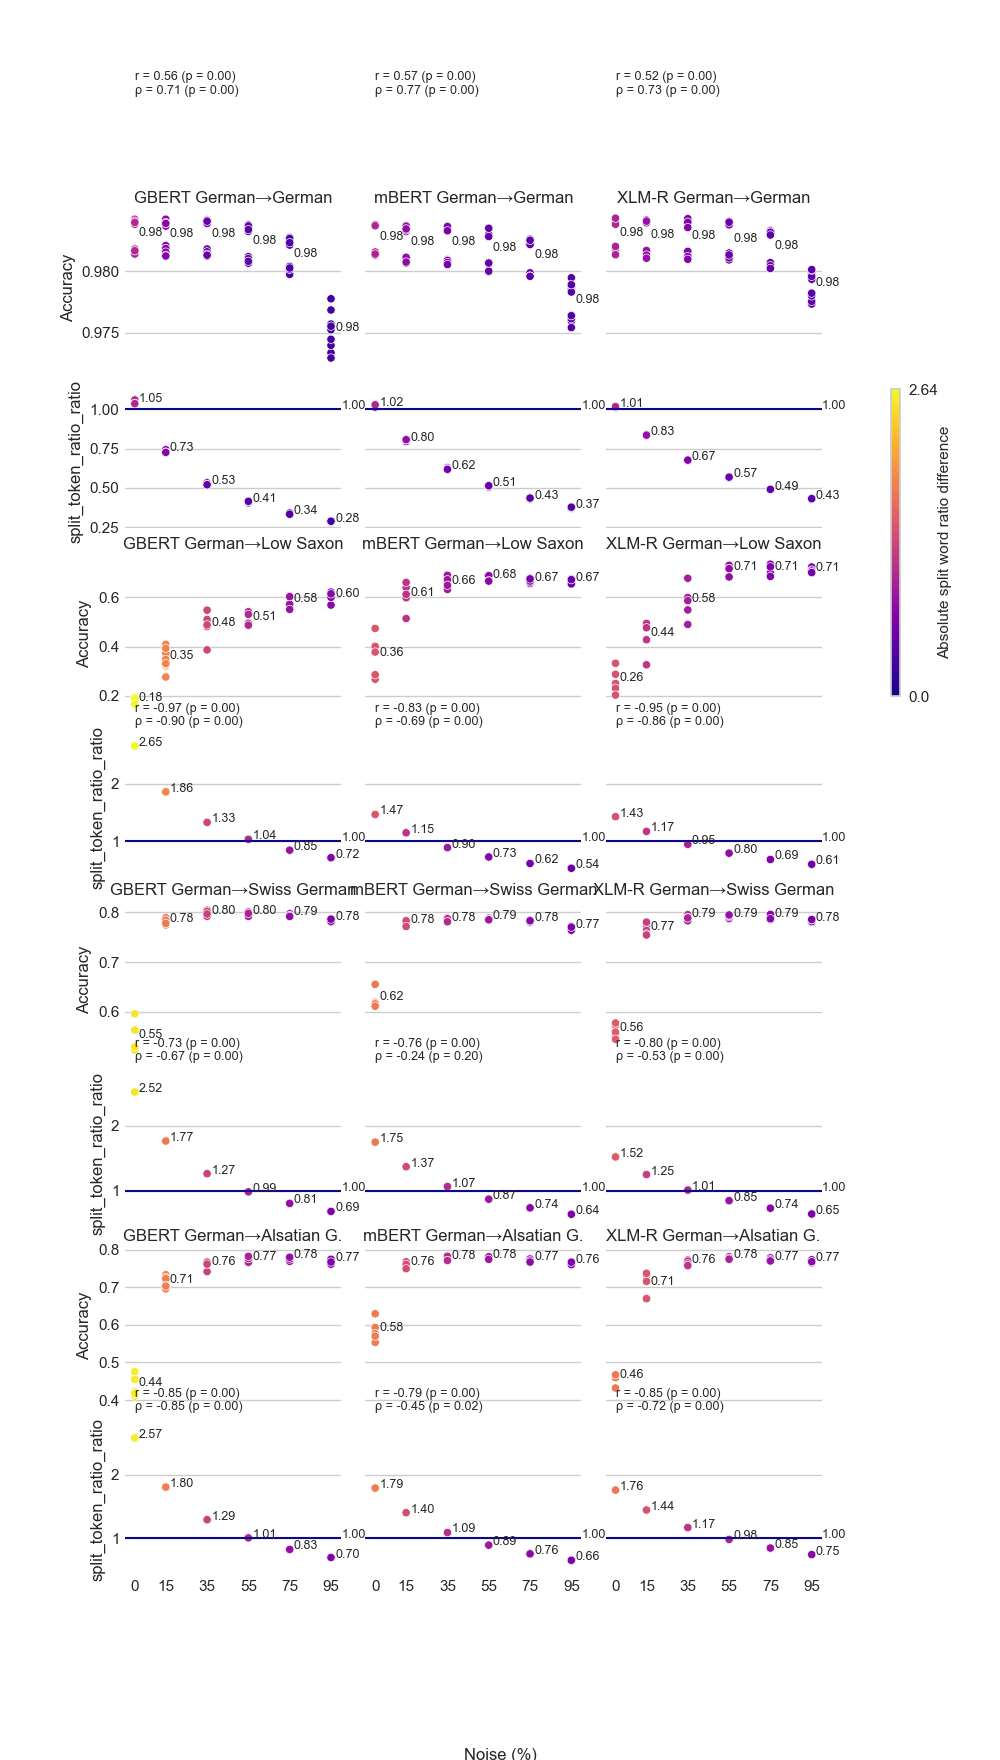 r = 0.56 (p = 0.00)
ρ = 0.71 (p = 0.00)
r = 0.57 (p = 0.00)
ρ = 0.77 (p = 0.00)
r = 0.52 (p = 0.00)
ρ = 0.73 (p = 0.00)
GBERT German→German
mBERT German→German
XLM-R German→German
Accuracy
0.980
0.975
0.98 0.98 0.98 0.98 0.98 0.98
0.98 0.98 0.98 0.98 0.98 0.98
0.98 0.98 0.98 0.98 0.98 0.98
split_token_ratio_ratio
1.00
0.75
0.50
0.25
1.05 0.73 0.53 0.41 0.34 0.28 1.00
1.02 0.80 0.62 0.51 0.43 0.37 1.00
1.01 0.83 0.67 0.57 0.49 0.43 1.00
2.64
Absolute split word ratio difference
0.0
GBERT German→Low Saxon
mBERT German→Low Saxon
XLM-R German→Low Saxon
Accuracy
0.6
0.4
0.2
0.18 0.35 0.48 0.51 0.58 0.60
0.36 0.61 0.66 0.68 0.67 0.67
0.26 0.44 0.58 0.71 0.71 0.71
r = -0.97 (p = 0.00)
ρ = -0.90 (p = 0.00)
r = -0.83 (p = 0.00)
ρ = -0.69 (p = 0.00)
r = -0.95 (p = 0.00)
ρ = -0.86 (p = 0.00)
split_token_ratio_ratio
2
1
2.65 1.86 1.33 1.04 0.85 0.72 1.00
1.47 1.15 0.90 0.73 0.62 0.54 1.00
1.43 1.17 0.95 0.80 0.69 0.61 1.00
GBERT German→Swiss German
mBERT German→Swiss German
XLM-R German→Swiss German
Accuracy
0.8
0.7
0.6
0.55 0.78 0.80 0.80 0.79 0.78
0.62 0.78 0.78 0.79 0.78 0.77
0.56 0.77 0.79 0.79 0.79 0.78
r = -0.73 (p = 0.00)
ρ = -0.67 (p = 0.00)
r = -0.76 (p = 0.00)
ρ = -0.24 (p = 0.20)
r = -0.80 (p = 0.00)
ρ = -0.53 (p = 0.00)
split_token_ratio_ratio
2
1
2.52 1.77 1.27 0.99 0.81 0.69 1.00
1.75 1.37 1.07 0.87 0.74 0.64 1.00
1.52 1.25 1.01 0.85 0.74 0.65 1.00
GBERT German→Alsatian G.
mBERT German→Alsatian G.
XLM-R German→Alsatian G.
Accuracy
0.8
0.7
0.6
0.5
0.4
0.44 0.71 0.76 0.77 0.78 0.77
0.58 0.76 0.78 0.78 0.77 0.76
0.46 0.71 0.76 0.78 0.77 0.77
r = -0.85 (p = 0.00)
ρ = -0.85 (p = 0.00)
r = -0.79 (p = 0.00)
ρ = -0.45 (p = 0.02)
r = -0.85 (p = 0.00)
ρ = -0.72 (p = 0.00)
split_token_ratio_ratio
2
1
2.57 1.80 1.29 1.01 0.83 0.70 1.00
1.79 1.40 1.09 0.89 0.76 0.66 1.00
1.76 1.44 1.17 0.98 0.85 0.75 1.00
0 15 35 55 75 95
0 15 35 55 75 95
0 15 35 55 75 95
Noise (%)